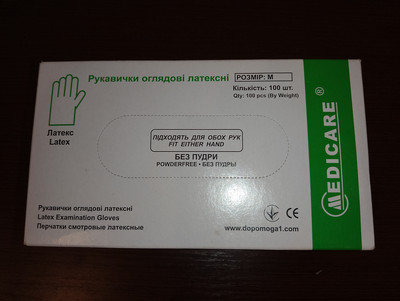 Рукавички оглядові латексні
РОЗМІР: M
Кількість: 100 шт.
Qty: 100 pcs (By Weight)
Латекс
Latex
ПІДХОДЯТЬ ДЛЯ ОБОХ РУК
FIT EITHER HAND
БЕЗ ПУДРИ
POWDERFREE • БЕЗ ПУДРЫ
MEDICARE ®
Рукавички оглядові латексні
Latex Examination Gloves
Перчатки смотровые латексные
www.dopomoga1.com
CE